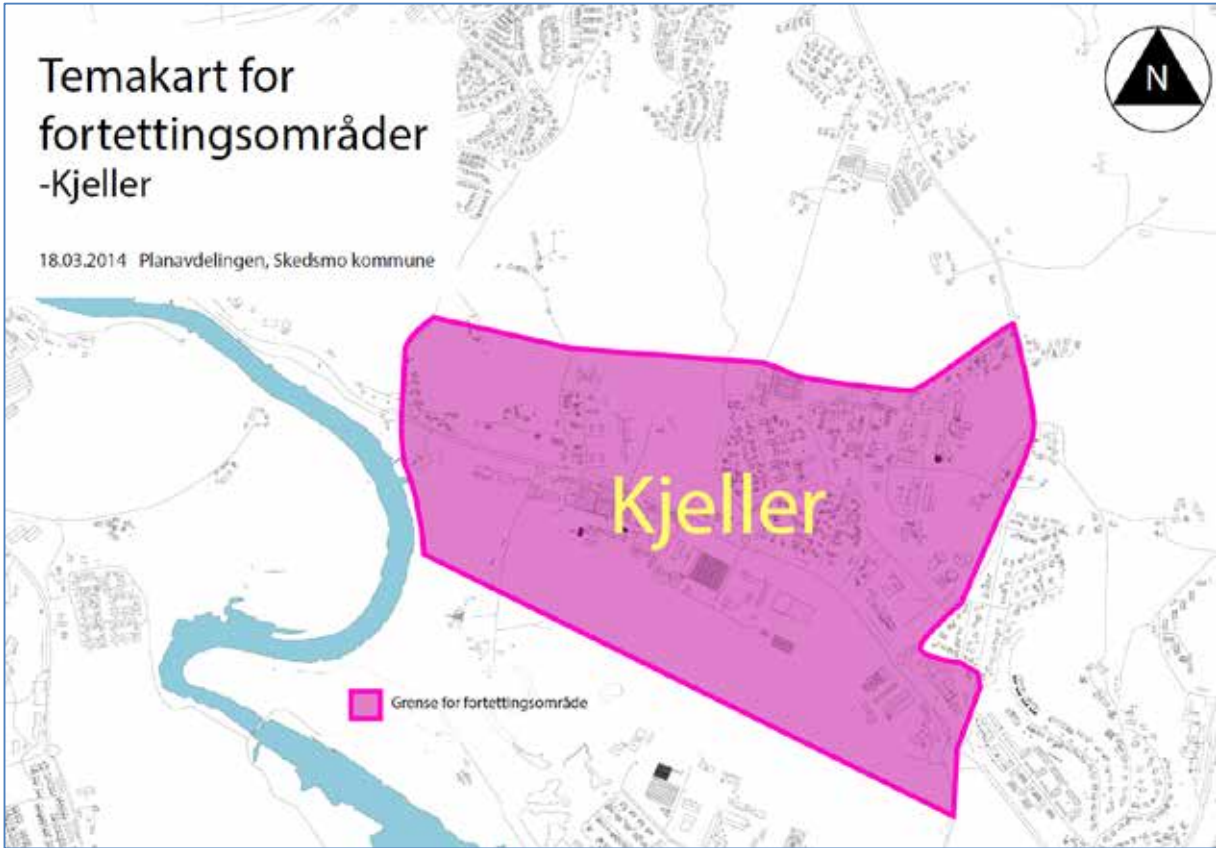 Temakart for
fortettingsområder
-Kjeller
18.03.2014 Planavdelingen, Skedsmo kommune
N
Kjeller
Grense for fortettingsområde